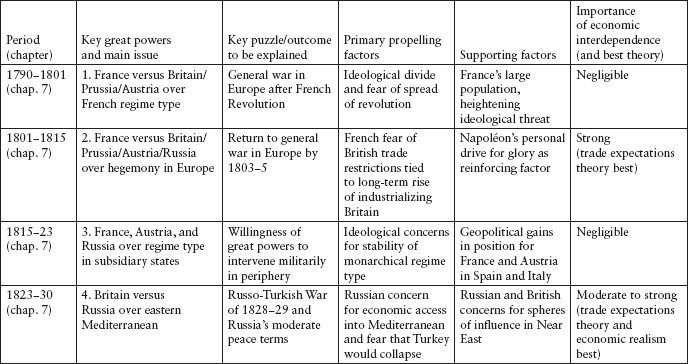 Period
(chapter)
Key great powers
and main issue
Key puzzle/outcome
to be explained
Primary propelling
factors
Supporting factors
Importance
of economic
interdependence
(and best theory)
1790–1801
(chap. 7)
1. France versus Britain/
Prussia/Austria over
French regime type
General war in
Europe after French
Revolution
Ideological divide
and fear of spread
of revolution
France's large
population,
heightening
ideological threat
Negligible
1801–1815
(chap. 7)
2. France versus Britain/
Prussia/Austria/Russia
over hegemony in Europe
Return to general
war in Europe by
1803–5
French fear of
British trade
restrictions tied
to long-term rise
of industrializing
Britain
Napoléon's personal
drive for glory as
reinforcing factor
Strong
(trade expectations
theory best)
1815–23
(chap. 7)
3. France, Austria, and
Russia over regime type
in subsidiary states
Willingness of
great powers to
intervene militarily
in periphery
Ideological concerns
for stability of
monarchical regime
type
Geopolitical gains
in position for
France and Austria
in Spain and Italy
Negligible
1823–30
(chap. 7)
4. Britain versus
Russia over eastern
Mediterranean
Russo-Turkish War
of 1828–29 and
Russia's moderate
peace terms
Russian concern
for economic access
into Mediterranean
and fear that Turkey
would collapse
Russian and British
concerns for spheres
of influence in Near
East
Moderate to strong
(trade expectations
theory and
economic realism
best)